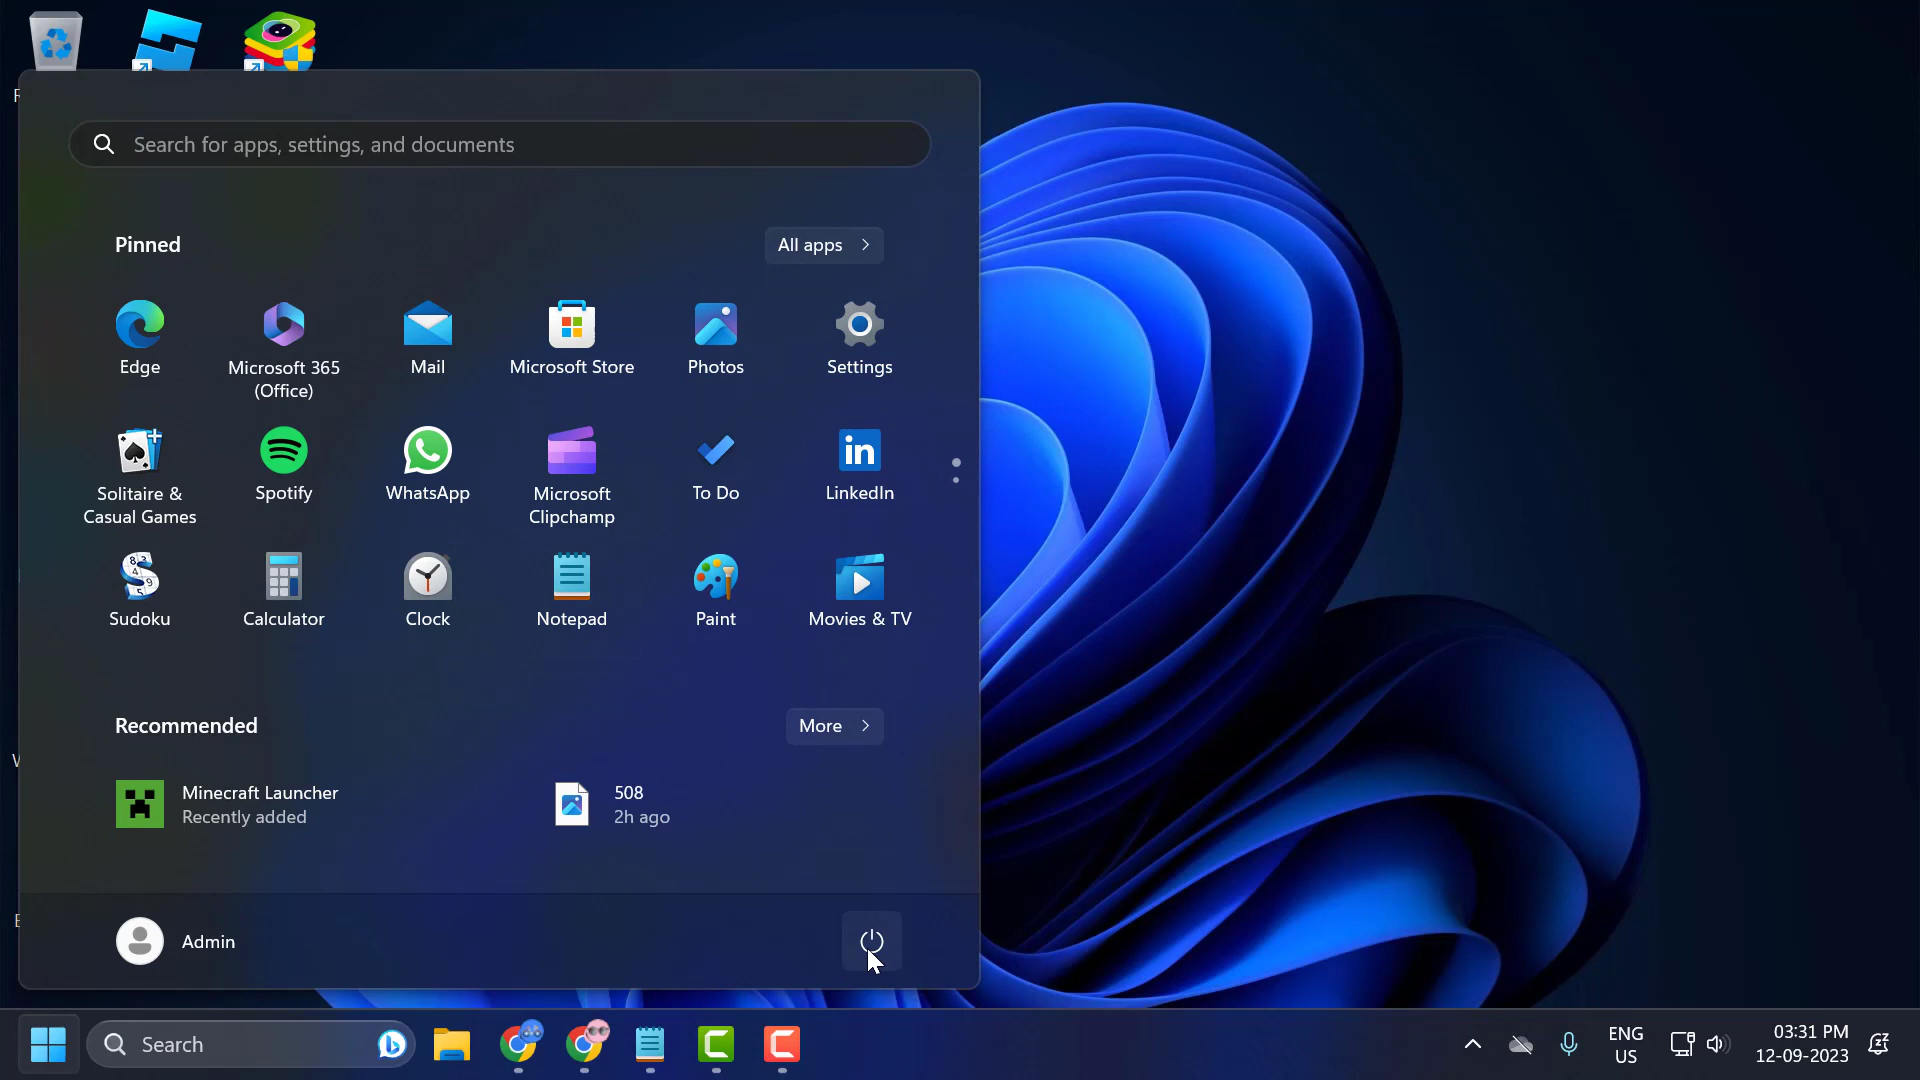 Search for apps, settings, and documents
Pinned
All apps
Edge
Microsoft 365
(Office)
Mail
Microsoft Store
Photos
Settings
Solitaire &
Casual Games
Spotify
WhatsApp
Microsoft
Clipchamp
To Do
LinkedIn
Sudoku
Calculator
Clock
Notepad
Paint
Movies & TV
Recommended
More
Minecraft Launcher
Recently added
508
2h ago
Admin
Search
ENG
US
03:31 PM
12-09-2023